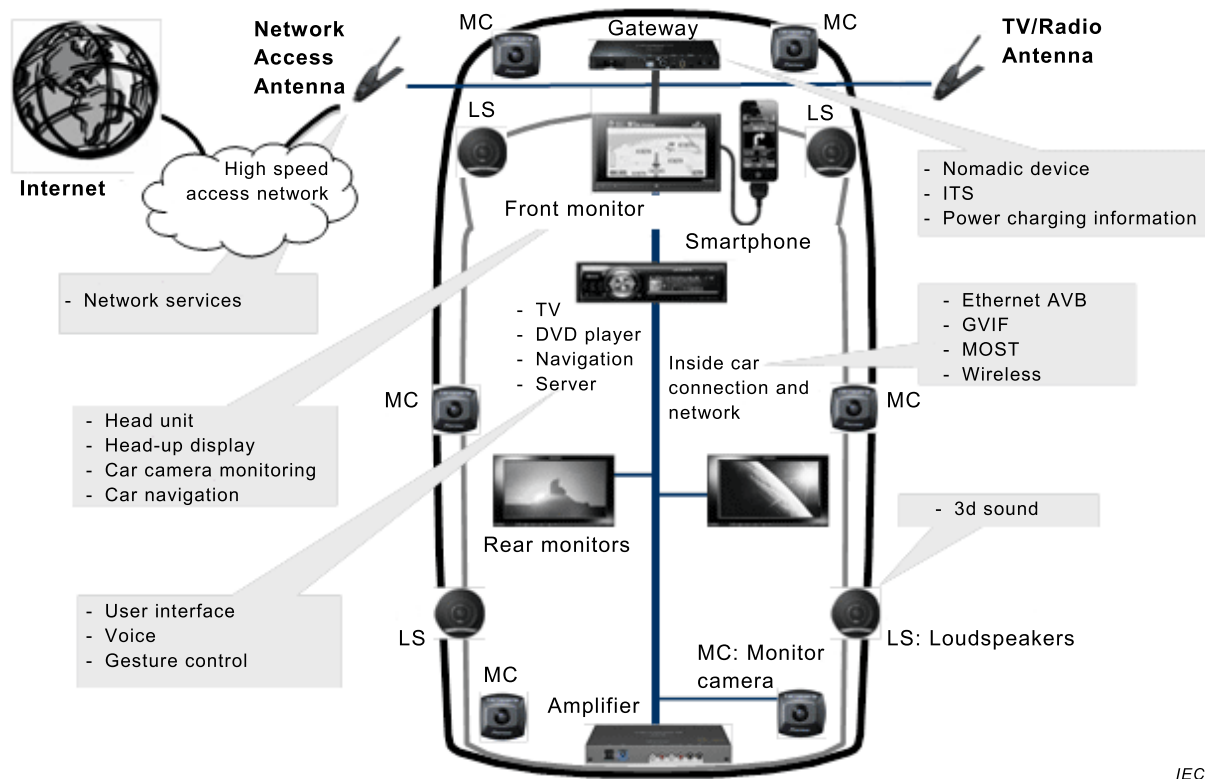 MC
Gateway
MC
Network
Access
Antenna
TV/Radio
Antenna
LS
LS
High speed
access network
Internet
- Nomadic device
- ITS
- Power charging information
Front monitor
Smartphone
- Network services
- TV
- DVD player
- Navigation
- Server
- Ethernet AVB
- GVIF
- MOST
- Wireless
Inside car
connection and
network
MC
MC
- Head unit
- Head-up display
- Car camera monitoring
- Car navigation
- 3d sound
Rear monitors
- User interface
- Voice
- Gesture control
LS
LS: Loudspeakers
MC: Monitor
camera
MC
Amplifier
IEC